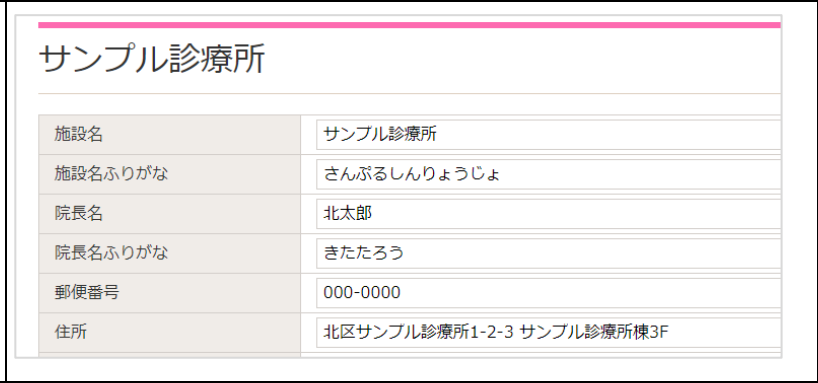 サンプル診療所
施設名 サンプル診療所
施設名ふりがな さんぷるしんりょうじょ
院長名 北太郎
院長名ふりがな きたたろう
郵便番号 000-0000
住所 北区サンプル診療所1-2-3 サンプル診療所棟3F